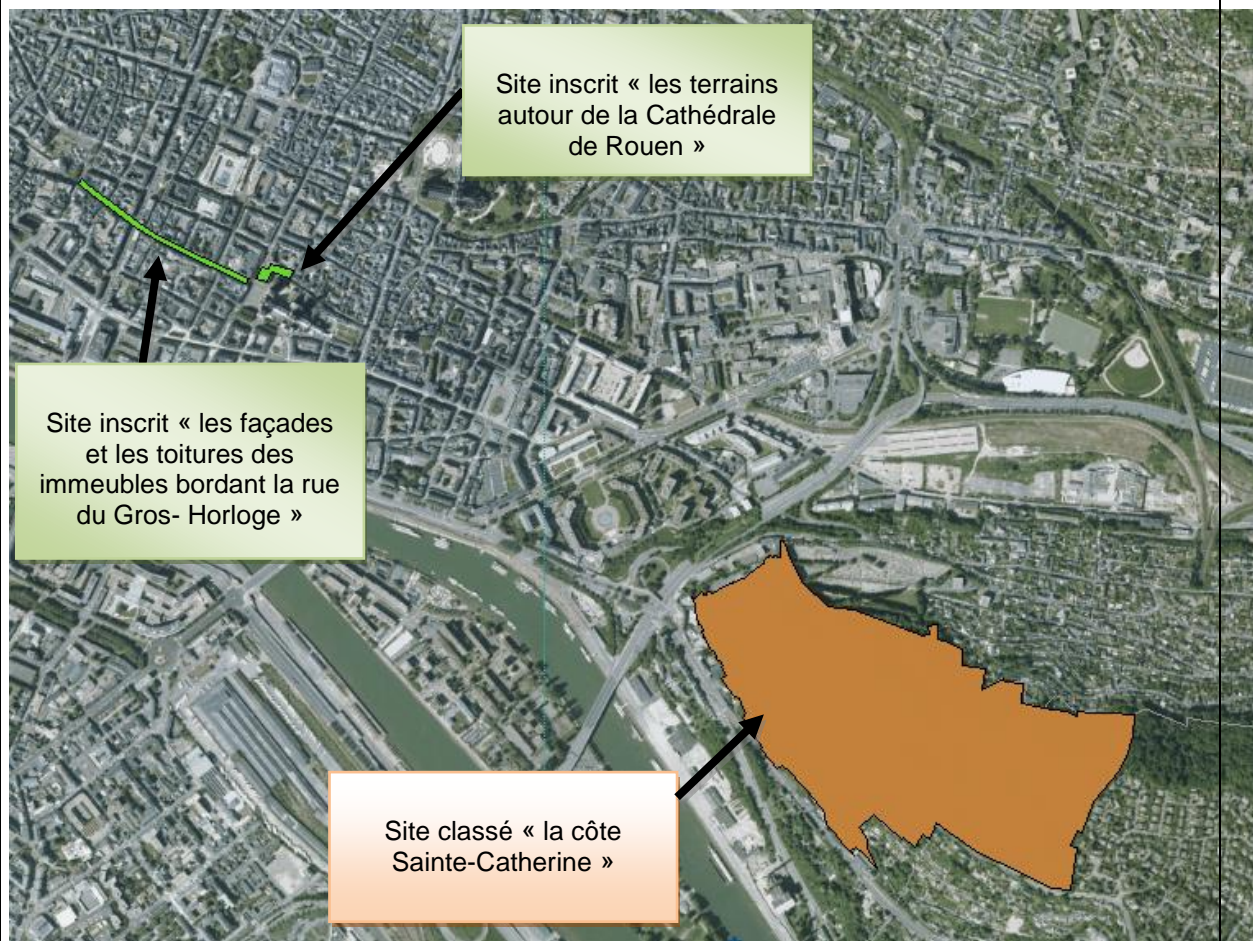 Site inscrit « les terrains
autour de la Cathédrale
de Rouen »
Site inscrit « les façades
et les toitures des
immeubles bordant la rue
du Gros- Horloge »
Site classé « la côte
Sainte-Catherine »